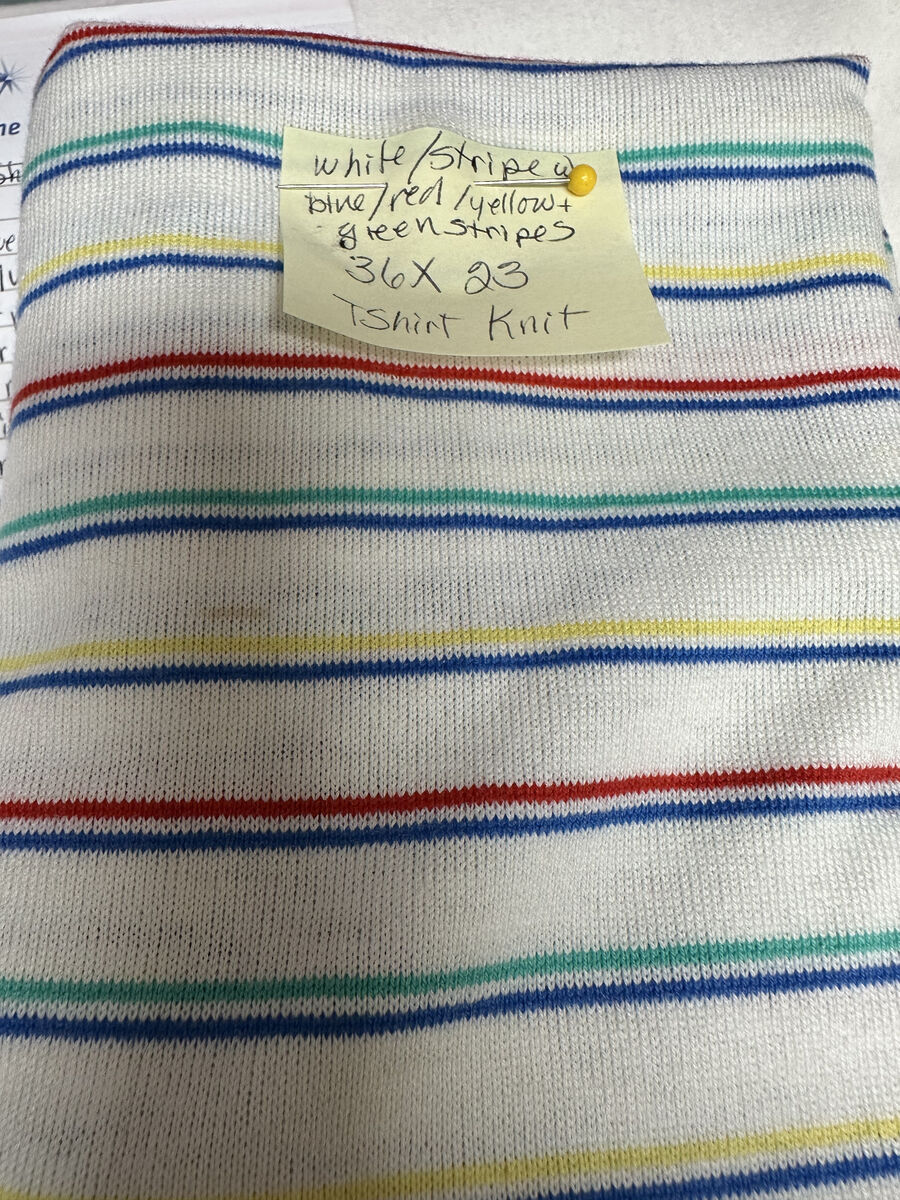 white/stripe w
blue/red/yellow+
green stripes
36X 23
TShirt Knit